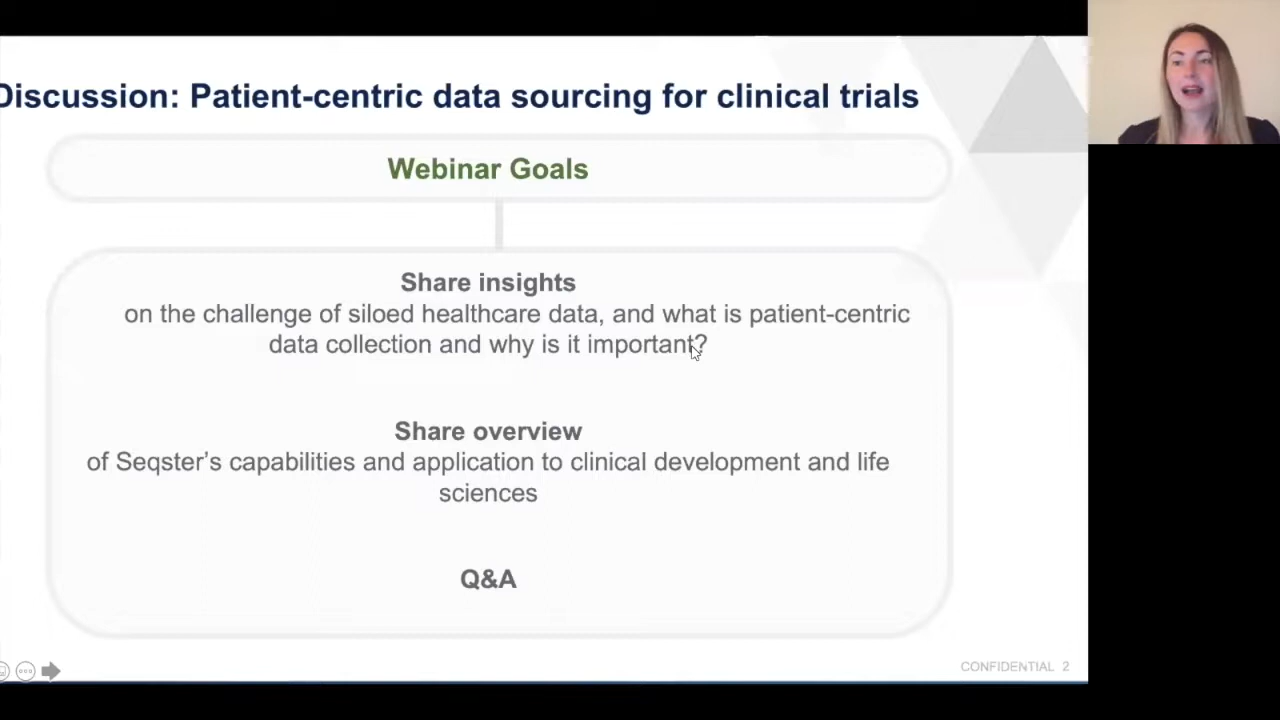 Discussion: Patient-centric data sourcing for clinical trials
Webinar Goals
Share insights
on the challenge of siloed healthcare data, and what is patient-centric
data collection and why is it important?
Share overview
of Seqster’s capabilities and application to clinical development and life
sciences
Q&A
CONFIDENTIAL 2